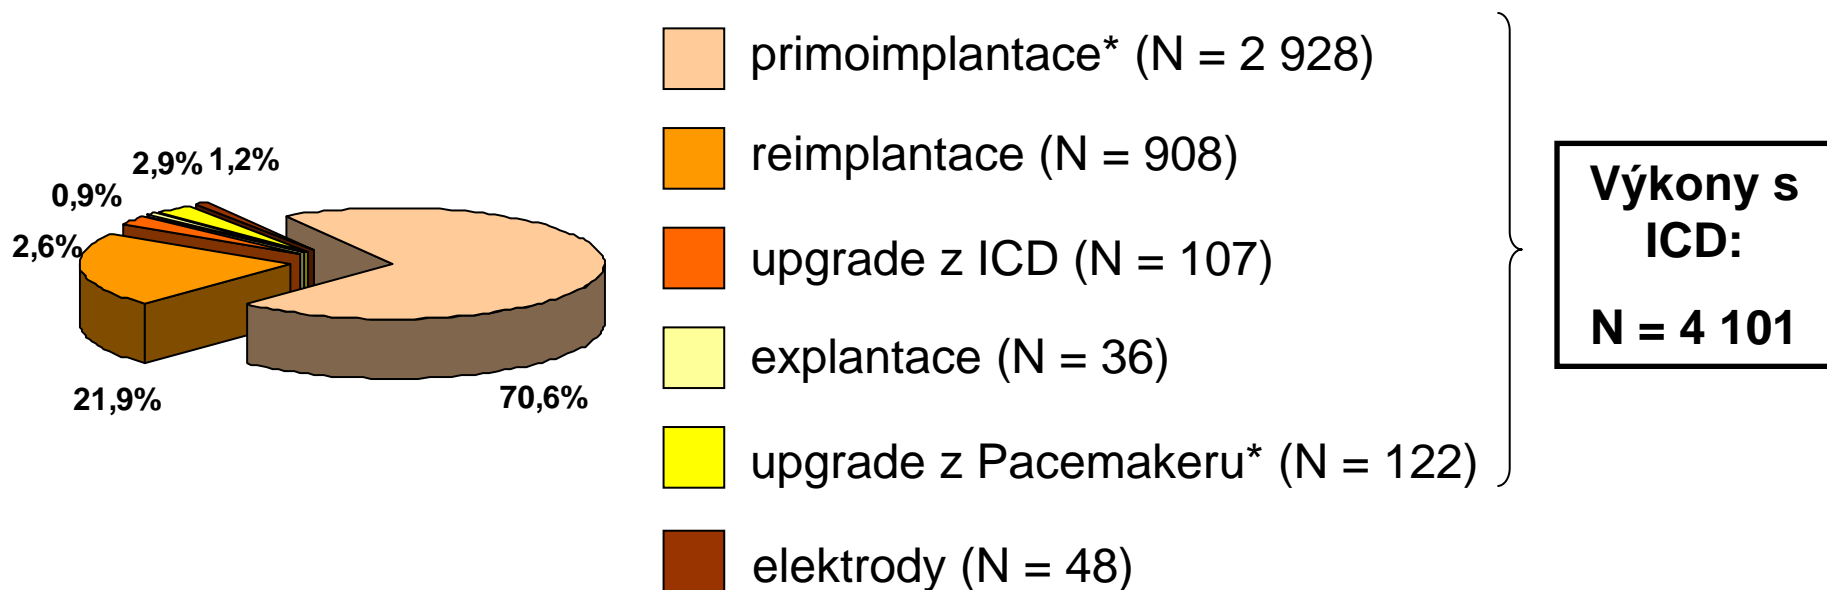 2,9%
1,2%
0,9%
2,6%
21,9%
70,6%
primoimplantace* (N = 2 928)
reimplantace (N = 908)
upgrade z ICD (N = 107)
explantace (N = 36)
upgrade z Pacemakeru* (N = 122)
elektrody (N = 48)
Výkony s
ICD:
N = 4 101